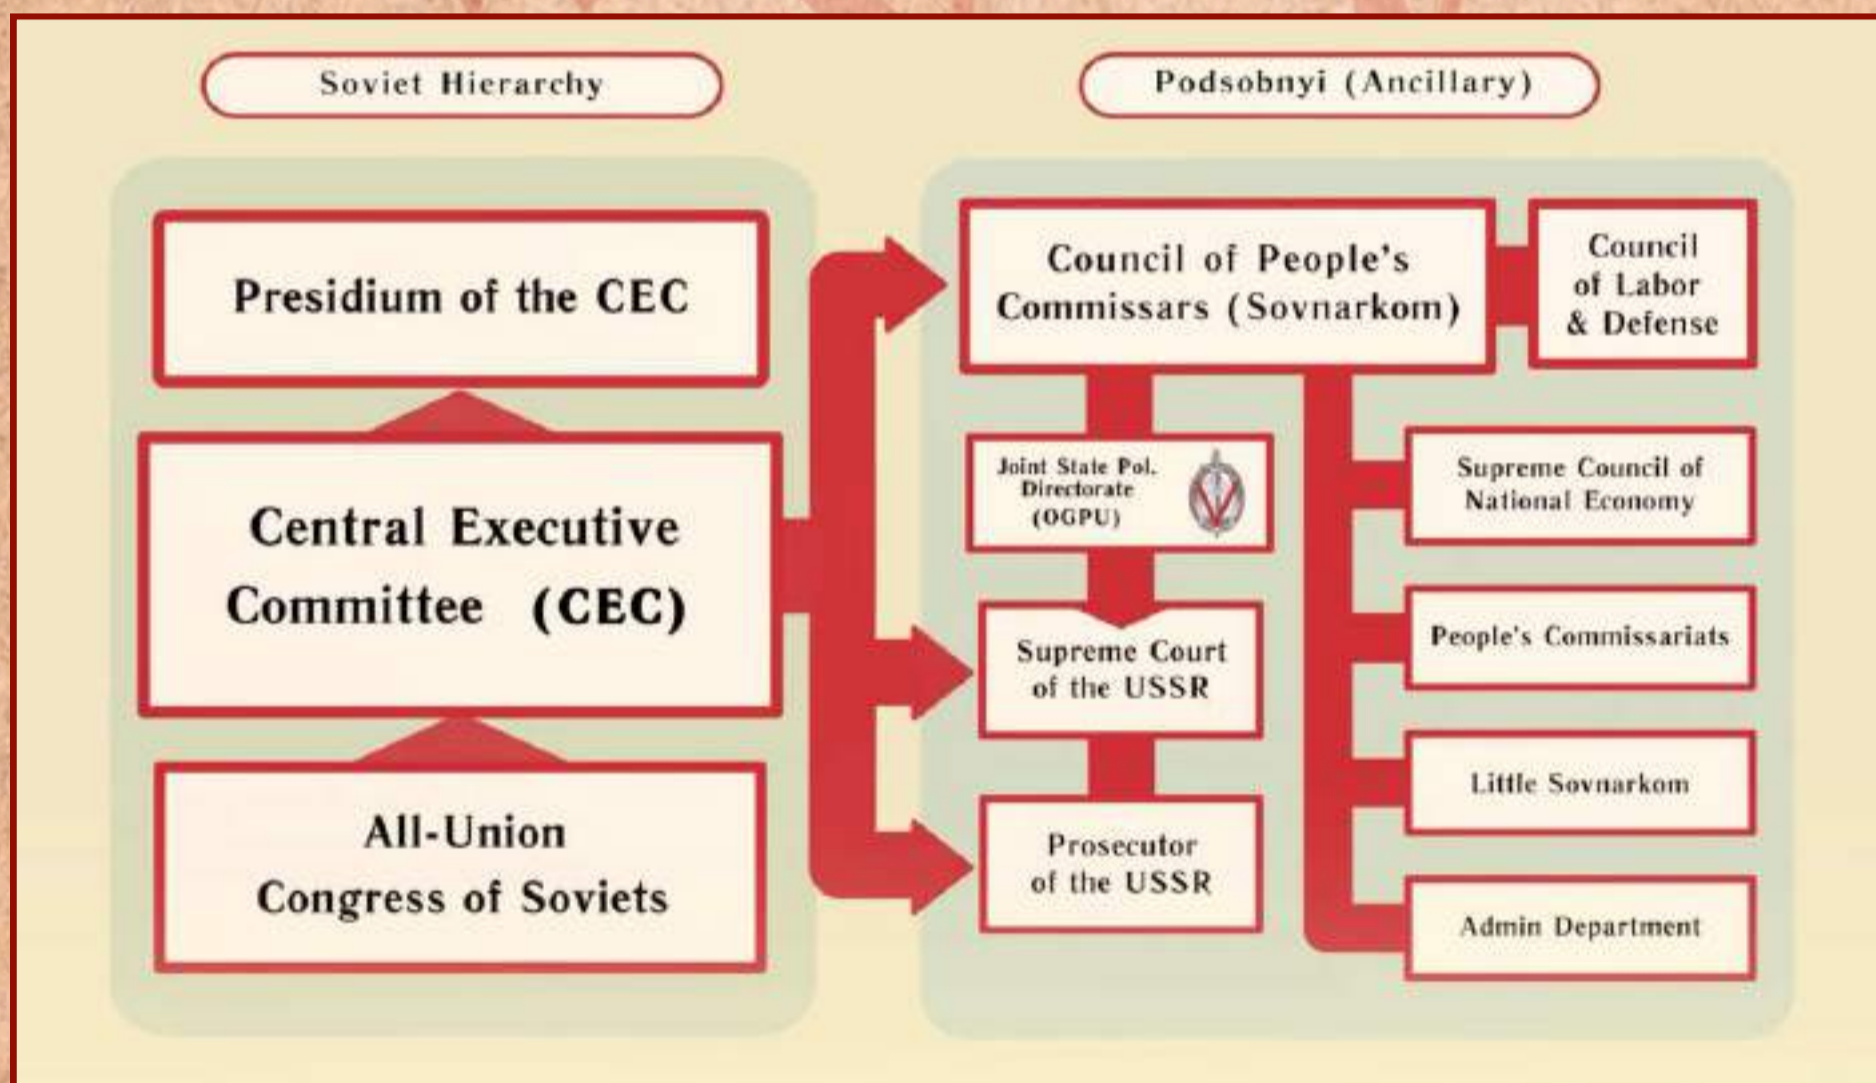 Soviet Hierarchy
Presidium of the CEC
Central Executive
Committee (CEC)
All-Union
Congress of Soviets
Podsobnyi (Ancillary)
Council of People's
Commissars (Sovnarkom)
Council
of Labor
& Defense
Joint State Pol.
Directorate
(OGPU)
Supreme Court
of the USSR
Prosecutor
of the USSR
Supreme Council of
National Economy
People's Commissariats
Little Sovnarkom
Admin Department